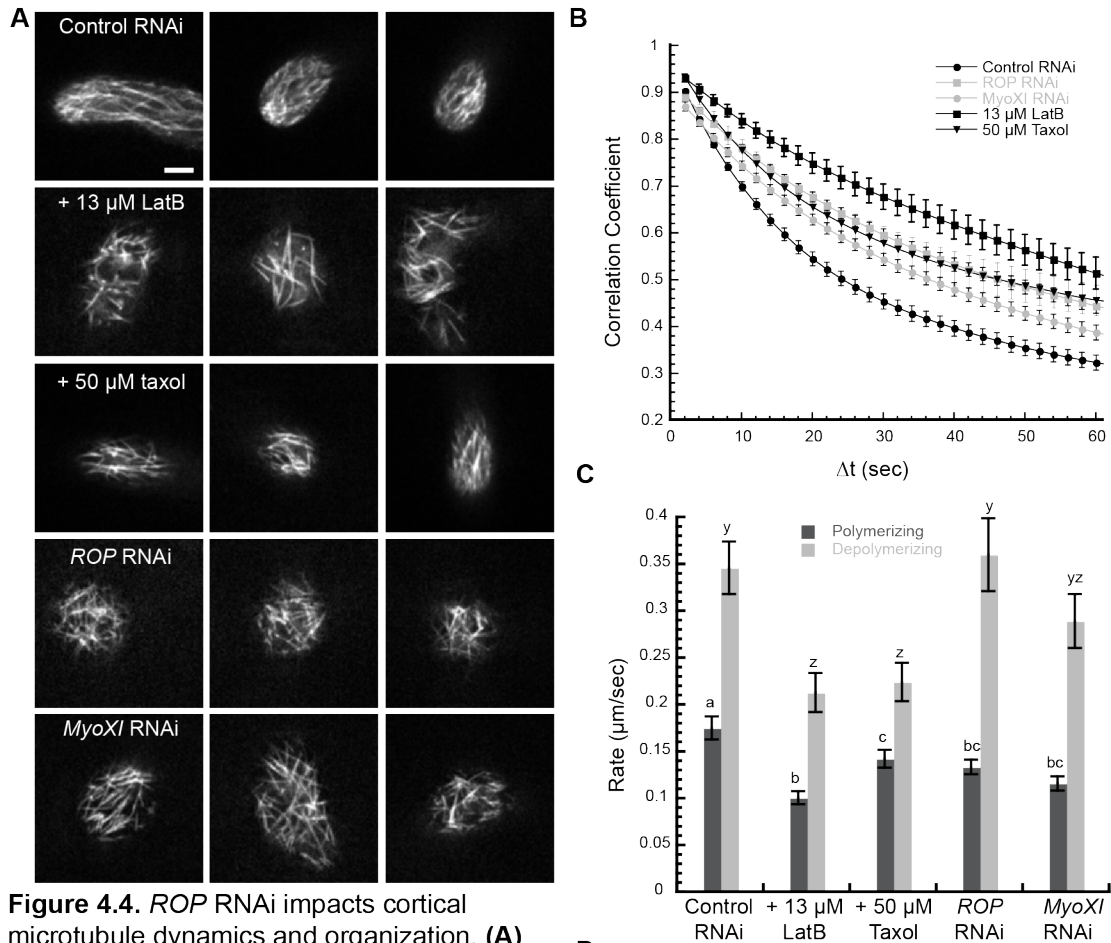 A
Control RNAi
+ 13 µM LatB
+ 50 µM taxol
ROP RNAi
MyoXI RNAi
B
Correlation Coefficient
1
0.9
0.8
0.7
0.6
0.5
0.4
0.3
0.2
0 10 20 30 40 50 60
Δt (sec)
Control RNAi
ROP RNAi
MyoXI RNAi
13 µM LatB
50 µM Taxol
C
Rate (µm/sec)
0.4
0.35
0.3
0.25
0.2
0.15
0.1
0.05
0
Polymerizing
Depolymerizing
a y
b z
c z
bc y
bc yz
Control + 13 µM + 50 µM ROP MyoXI
RNAi LatB Taxol RNAi RNAi
Figure 4.4. ROP RNAi impacts cortical
microtubule dynamics and organization. (A)